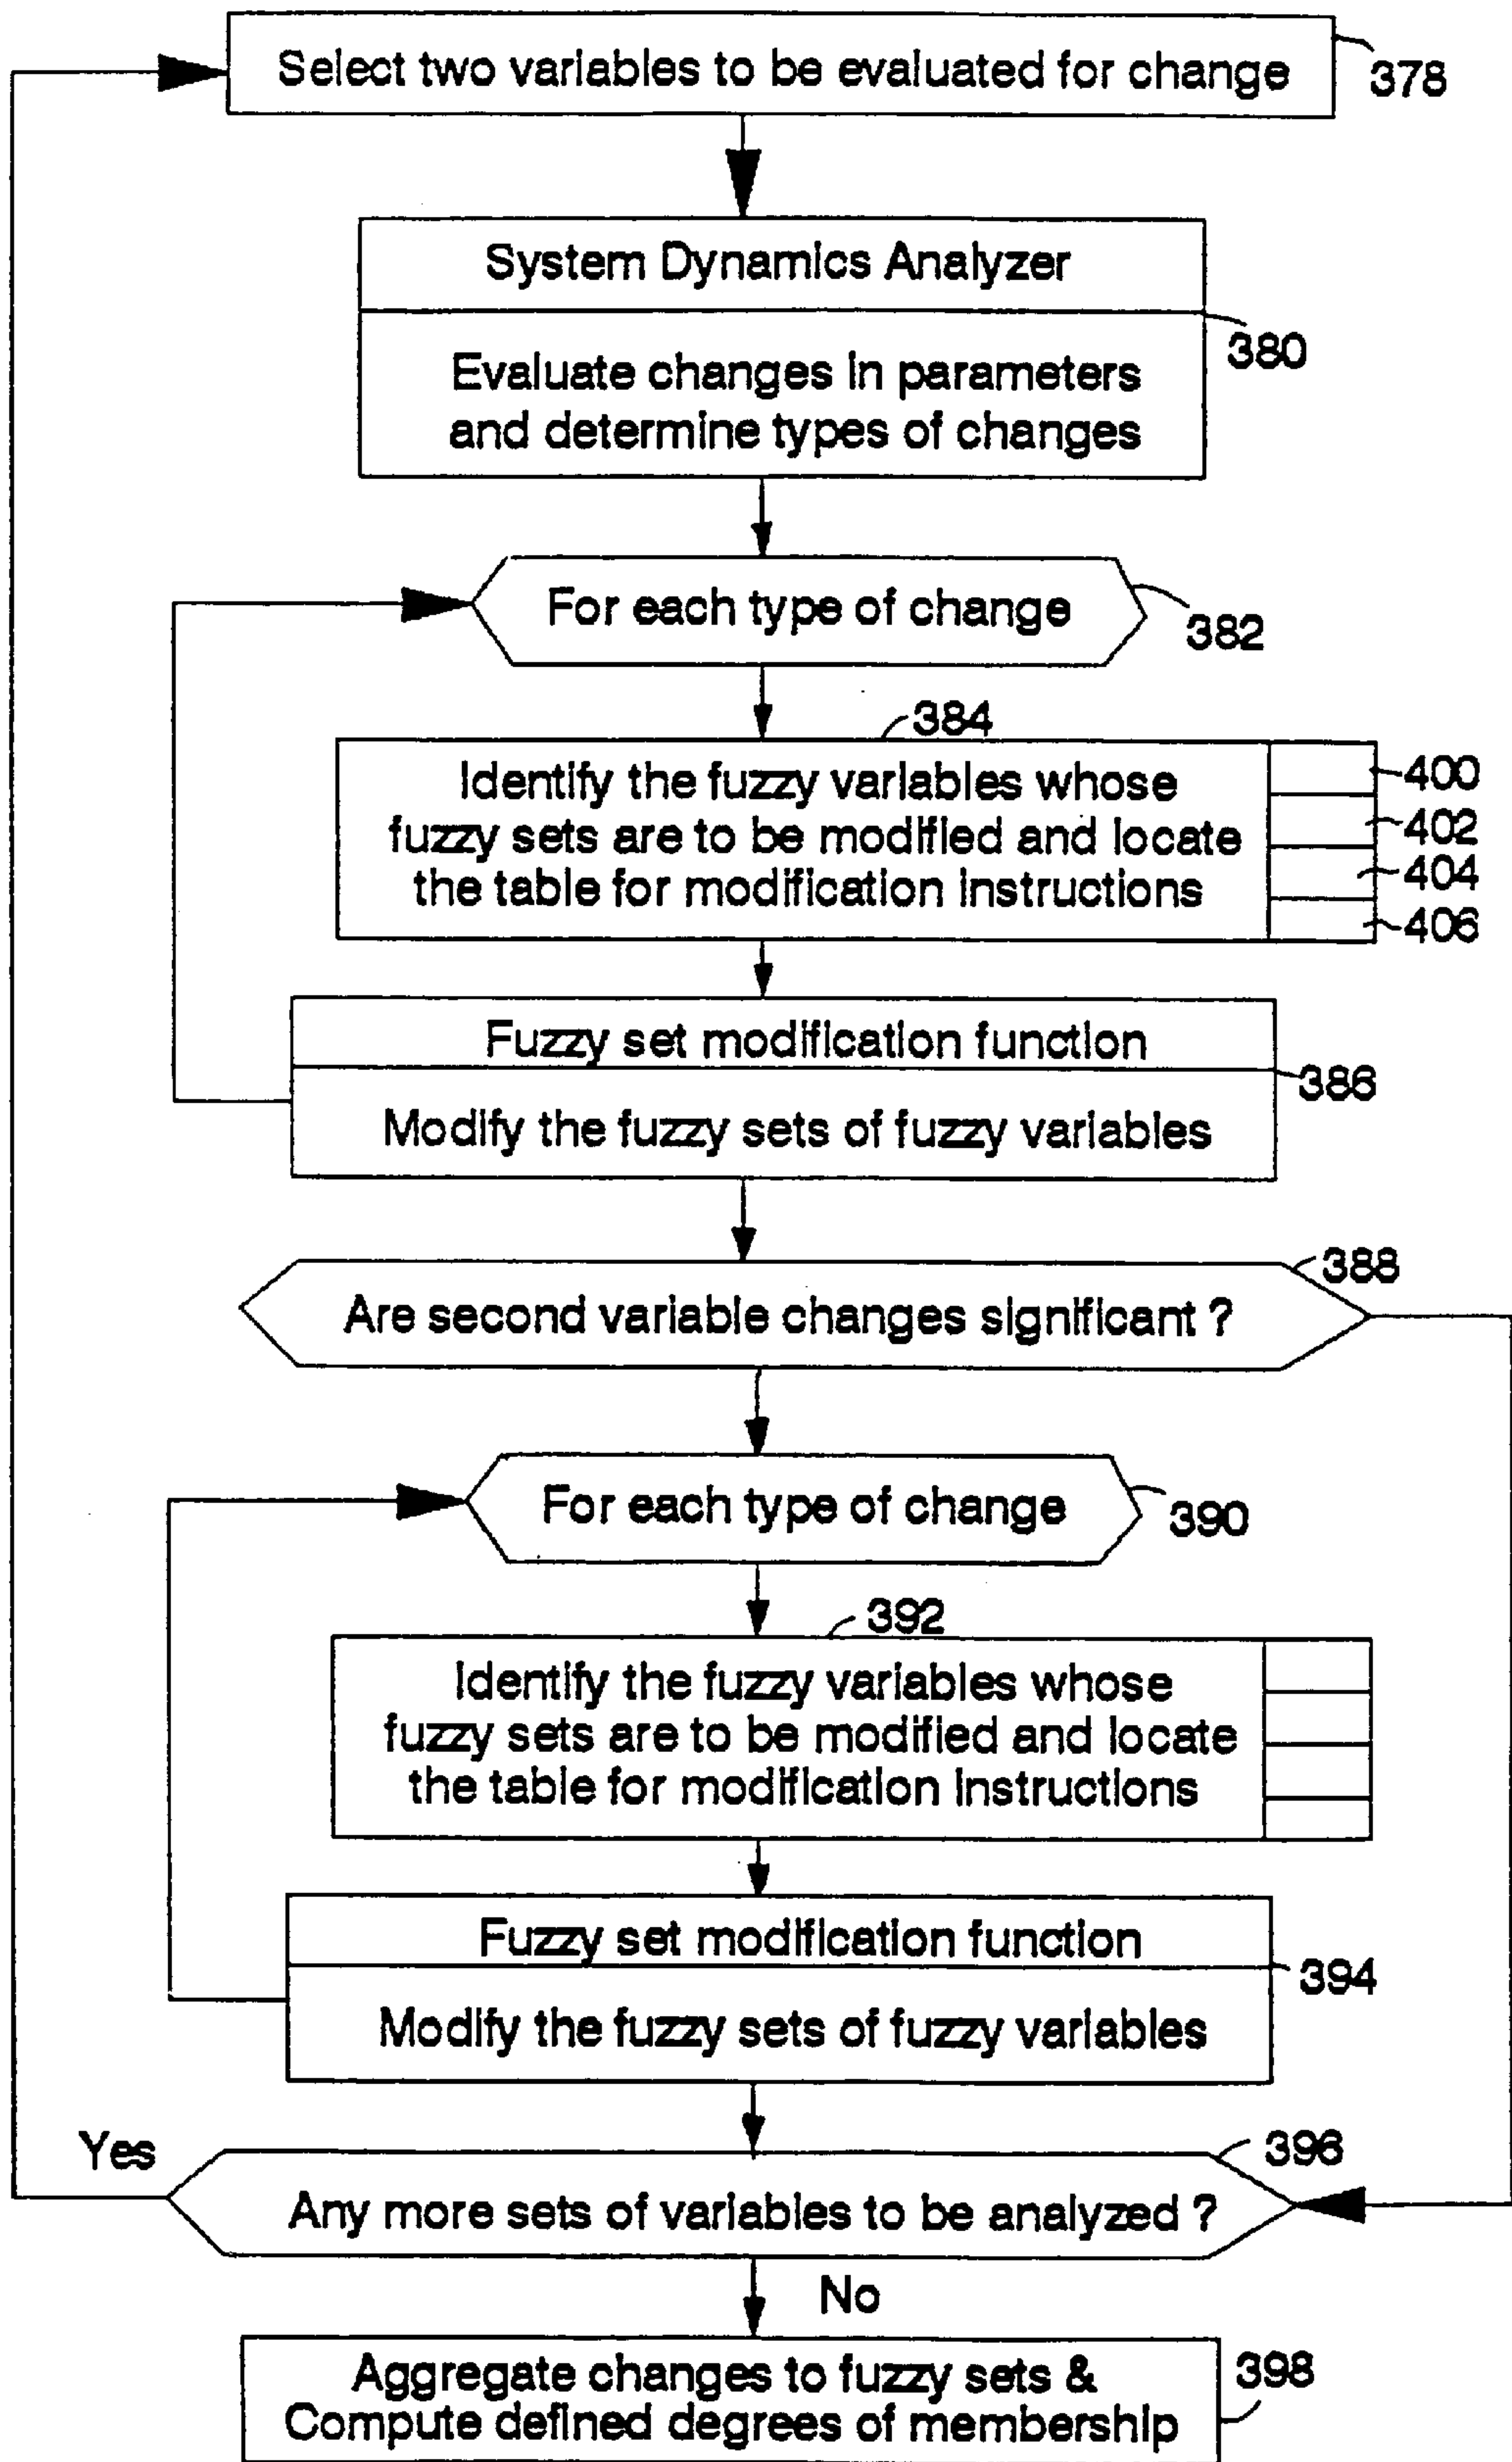 Select two variables to be evaluated for change
378
System Dynamics Analyzer
380
Evaluate changes in parameters
and determine types of changes
For each type of change
382
384
Identify the fuzzy variables whose
fuzzy sets are to be modified and locate
the table for modification instructions
400
402
404
406
Fuzzy set modification function
386
Modify the fuzzy sets of fuzzy variables
388
Are second variable changes significant ?
For each type of change
390
392
Identify the fuzzy variables whose
fuzzy sets are to be modified and locate
the table for modification instructions
Fuzzy set modification function
394
Modify the fuzzy sets of fuzzy variables
Yes
396
Any more sets of variables to be analyzed ?
No
Aggregate changes to fuzzy sets &
Compute defined degrees of membership
398